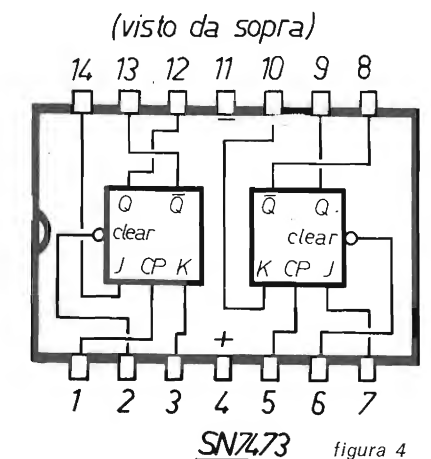 (visto da sopra)
14 13 12 11 10 9 8
−
Q Q̅ Q̅ Q
clear clear
J CP K K CP J
+
1 2 3 4 5 6 7
SN7473 figura 4